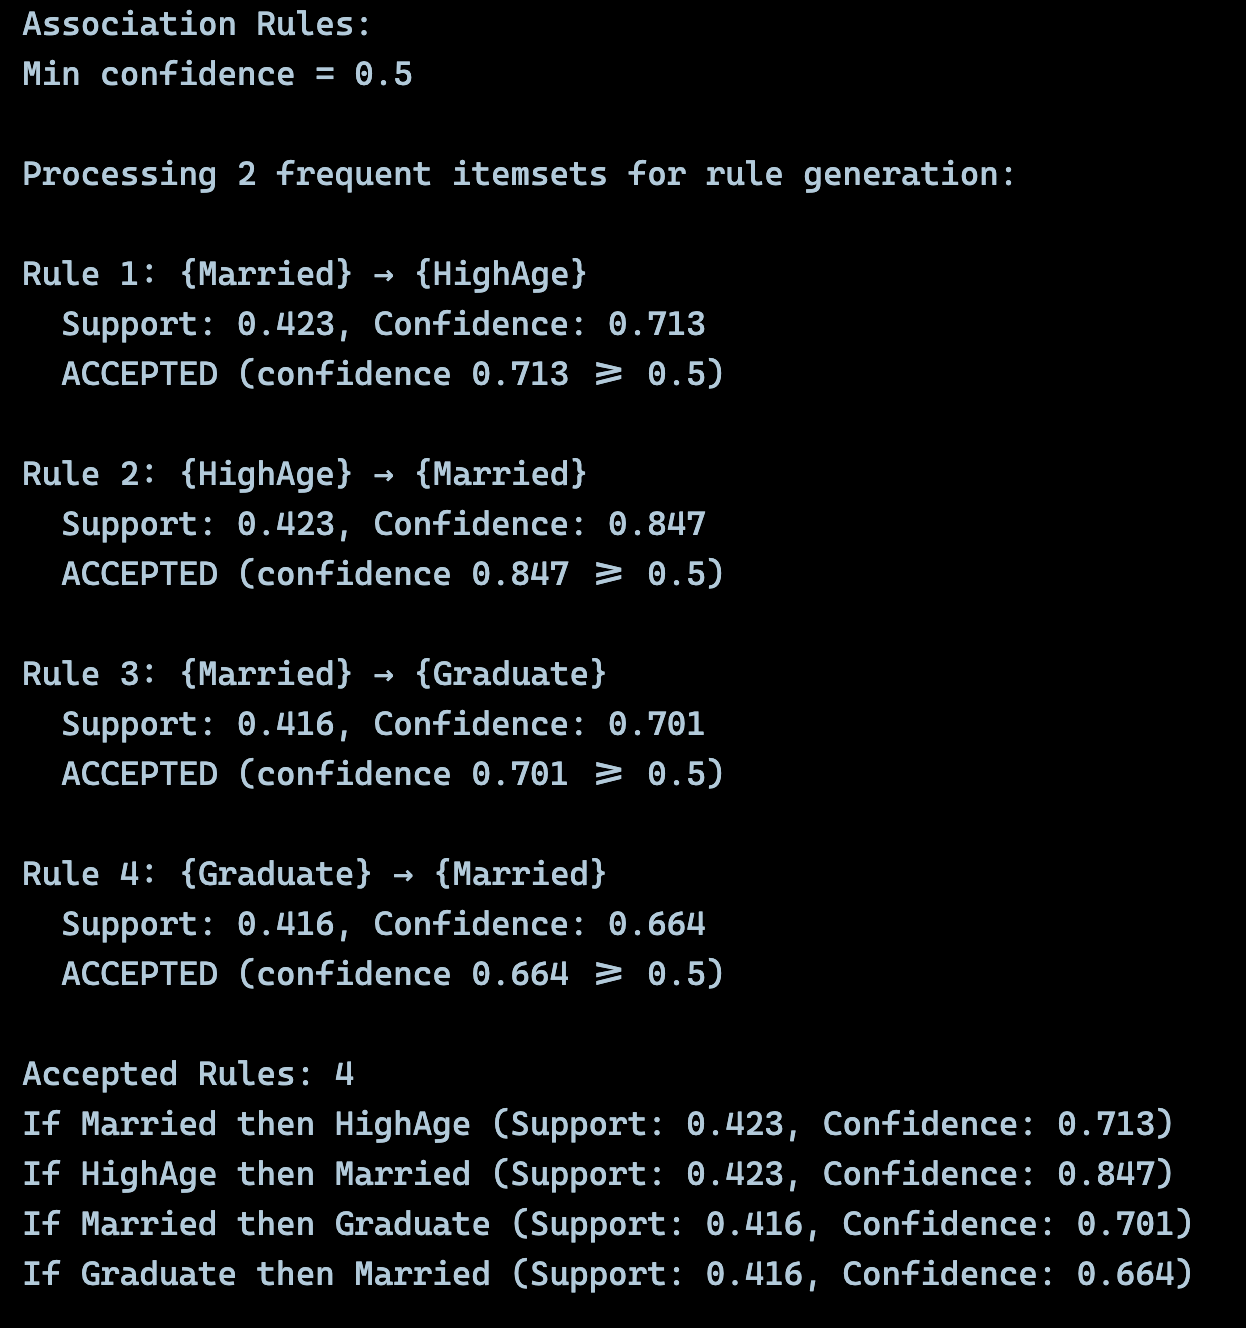 Association Rules:
Min confidence = 0.5
Processing 2 frequent itemsets for rule generation:
Rule 1: {Married} → {HighAge}
Support: 0.423, Confidence: 0.713
ACCEPTED (confidence 0.713 ≥ 0.5)
Rule 2: {HighAge} → {Married}
Support: 0.423, Confidence: 0.847
ACCEPTED (confidence 0.847 ≥ 0.5)
Rule 3: {Married} → {Graduate}
Support: 0.416, Confidence: 0.701
ACCEPTED (confidence 0.701 ≥ 0.5)
Rule 4: {Graduate} → {Married}
Support: 0.416, Confidence: 0.664
ACCEPTED (confidence 0.664 ≥ 0.5)
Accepted Rules: 4
If Married then HighAge (Support: 0.423, Confidence: 0.713)
If HighAge then Married (Support: 0.423, Confidence: 0.847)
If Married then Graduate (Support: 0.416, Confidence: 0.701)
If Graduate then Married (Support: 0.416, Confidence: 0.664)